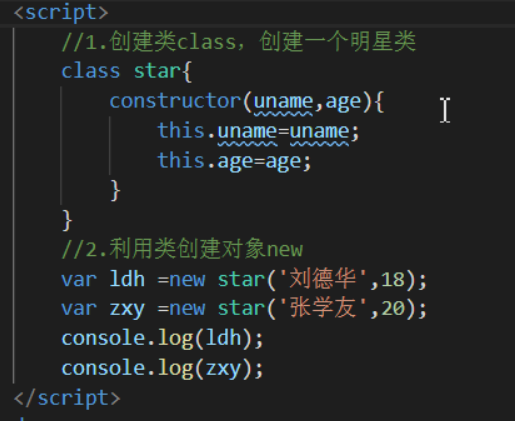 <script>
//1.创建类class，创建一个明星类
class star{
constructor(uname,age){
this.uname=uname;
this.age=age;
}
}
//2.利用类创建对象new
var ldh =new star('刘德华',18);
var zxy =new star('张学友',20);
console.log(ldh);
console.log(zxy);
</script>